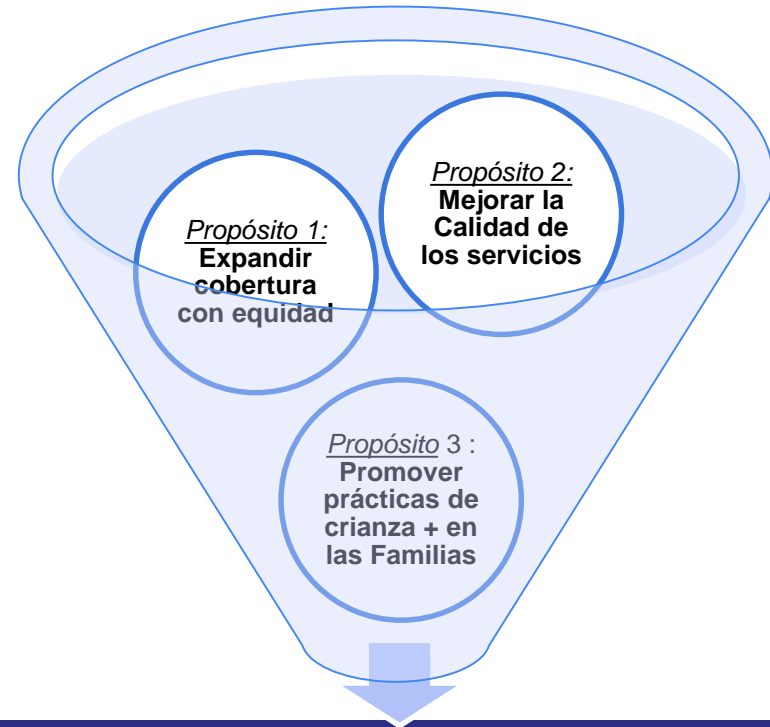 Propósito 1:
Expandir
cobertura
con equidad
Propósito 2:
Mejorar la
Calidad de
los servicios
Propósito 3 :
Promover
prácticas de
crianza + en
las Familias